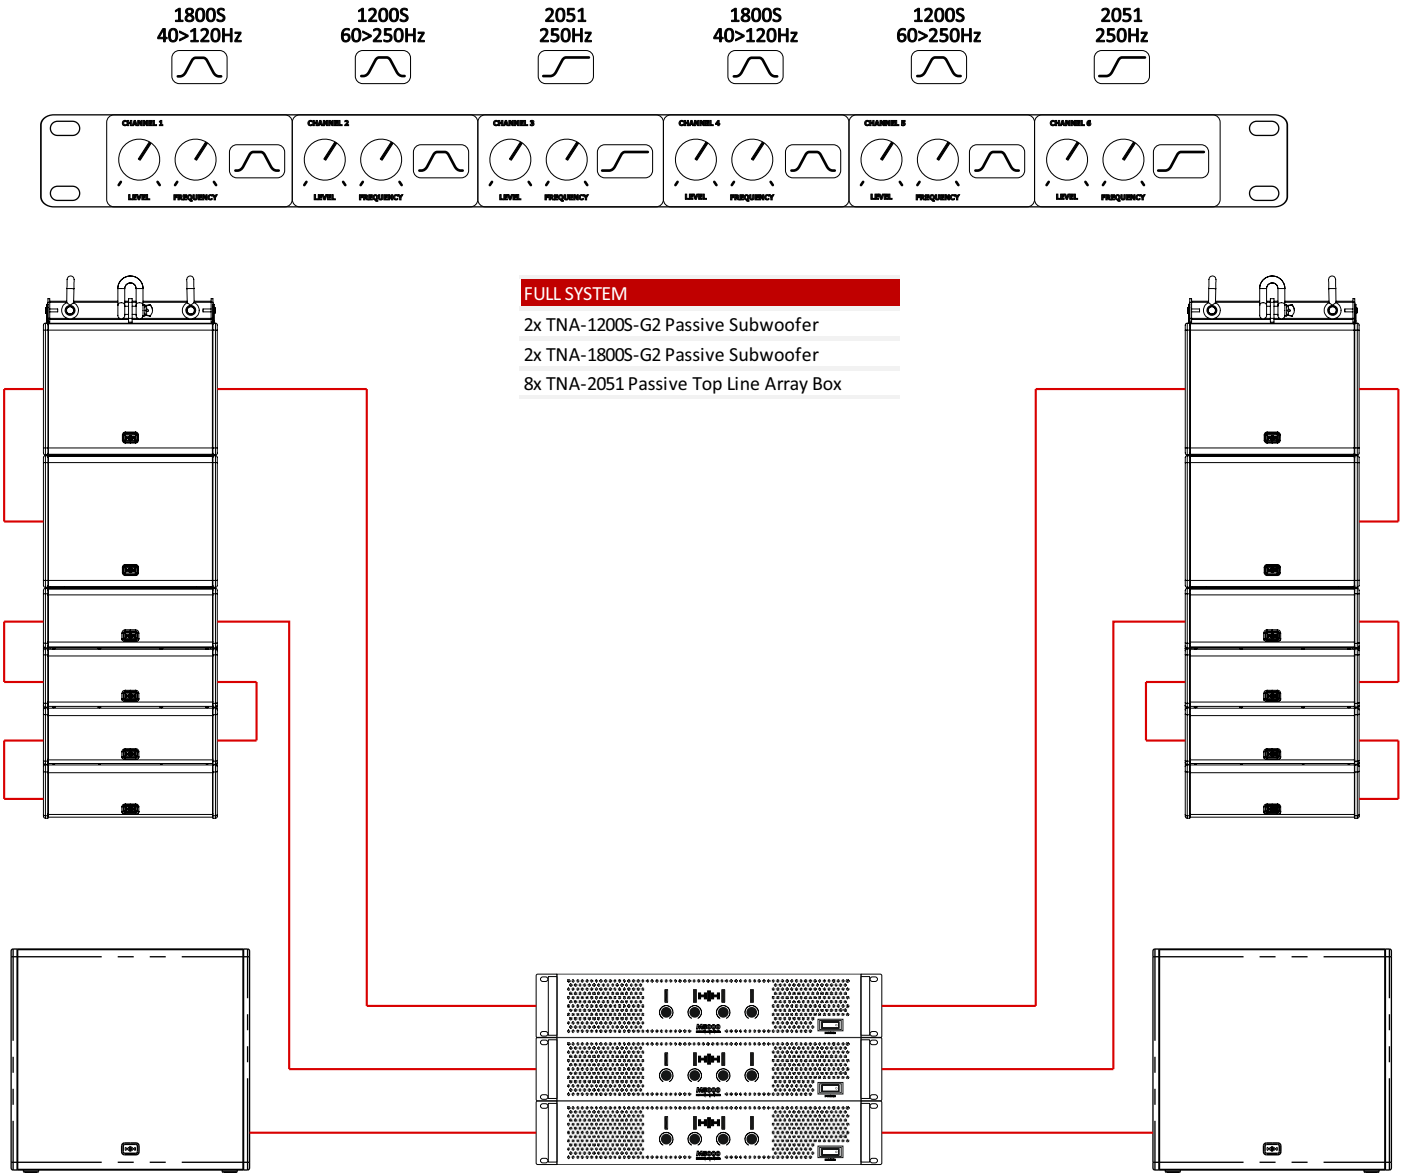 1800S
40>120Hz
1200S
60>250Hz
2051
250Hz
1800S
40>120Hz
1200S
60>250Hz
2051
250Hz
CHANNEL 1
CHANNEL 2
CHANNEL 3
CHANNEL 4
CHANNEL 5
CHANNEL 6
LEVEL FREQUENCY
LEVEL FREQUENCY
LEVEL FREQUENCY
LEVEL FREQUENCY
LEVEL FREQUENCY
LEVEL FREQUENCY
FULL SYSTEM
2x TNA-1200S-G2 Passive Subwoofer
2x TNA-1800S-G2 Passive Subwoofer
8x TNA-2051 Passive Top Line Array Box